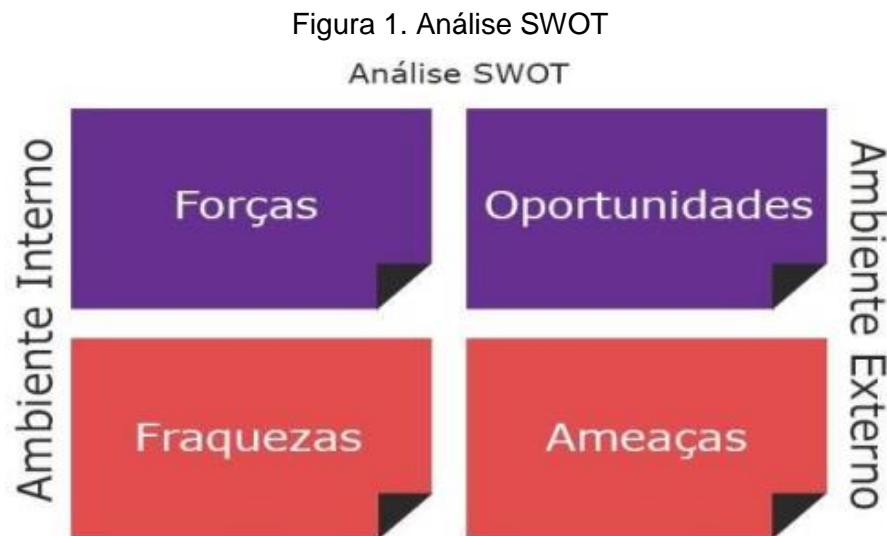 Figura 1. Análise SWOT
Análise SWOT
Ambiente Interno
Forças
Oportunidades
Fraquezas
Ameaças
Ambiente Externo